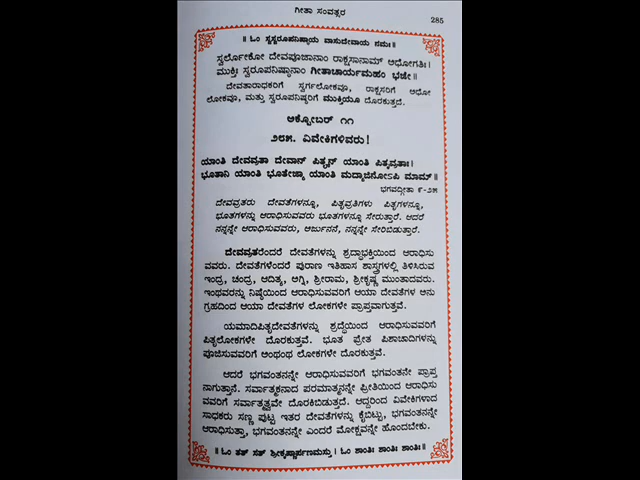 ಗೀತಾ ಸಂವತ್ಸರ
285
॥ ಓಂ ಸ್ವಸ್ವರೂಪನಿಷ್ಠಾಯ ವಾಸುದೇವಾಯ ನಮಃ ॥
ಸ್ವರ್ಲೋಕೋ ದೇವಪೂಜಾನಾಂ ರಾಕ್ಷಸಾನಾಮ್ ಅಧೋಗತಿಃ ।
ಮುಕ್ತಿಃ ಸ್ವರೂಪನಿಷ್ಠಾನಾಂ ಗೀತಾಚಾರ್ಯಮಹಂ ಭಜೇ ॥
ದೇವತಾರಾಧಕರಿಗೆ ಸ್ವರ್ಗಲೋಕವೂ, ರಾಕ್ಷಸರಿಗೆ ಅಧೋ
ಲೋಕವೂ, ಮತ್ತು ಸ್ವರೂಪನಿಷ್ಠರಿಗೆ ಮುಕ್ತಿಯೂ ದೊರಕುತ್ತದೆ.
ಅಕ್ಟೋಬರ್ ೧೧
೨೮೫. ವಿವೇಕಿಗಳಿವರು!
ಯಾಂತಿ ದೇವವ್ರತಾ ದೇವಾನ್ ಪಿತೄನ್ ಯಾಂತಿ ಪಿತೃವ್ರತಾಃ ।
ಭೂತಾನಿ ಯಾಂತಿ ಭೂತೇಜ್ಯಾ ಯಾಂತಿ ಮದ್ಯಾಜಿನೋಽಪಿ ಮಾಮ್ ॥
ಭಗವದ್ಗೀತಾ ೯-೨೫
ದೇವವ್ರತರು ದೇವತೆಗಳನ್ನೂ, ಪಿತೃವ್ರತಿಗಳು ಪಿತೃಗಳನ್ನೂ,
ಭೂತಗಳನ್ನು ಆರಾಧಿಸುವವರು ಭೂತಗಳನ್ನೂ ಸೇರುತ್ತಾರೆ. ಆದರೆ
ನನ್ನನ್ನೇ ಆರಾಧಿಸುವವರು, ಅರ್ಜುನನೆ, ನನ್ನನ್ನೇ ಸೇರಿಬಿಡುತ್ತಾರೆ.
ದೇವವ್ರತರೆಂದರೆ ದೇವತೆಗಳನ್ನು ಶ್ರದ್ಧಾಭಕ್ತಿಯಿಂದ ಆರಾಧಿಸು
ವವರು. ದೇವತೆಗಳೆಂದರೆ ಪುರಾಣ ಇತಿಹಾಸ ಶಾಸ್ತ್ರಗಳಲ್ಲಿ ತಿಳಿಸಿರುವ
ಇಂದ್ರ, ಚಂದ್ರ, ಆದಿತ್ಯ, ಅಗ್ನಿ, ಶ್ರೀರಾಮ, ಶ್ರೀಕೃಷ್ಣ ಮುಂತಾದವರು.
ಇಂಥವರನ್ನು ನಿಷ್ಠೆಯಿಂದ ಆರಾಧಿಸುವವರಿಗೆ ಆಯಾ ದೇವತೆಗಳ ಅನು
ಗ್ರಹದಿಂದ ಆಯಾ ದೇವತೆಗಳ ಲೋಕಗಳೇ ಪ್ರಾಪ್ತವಾಗುತ್ತವೆ.
ಯಮಾದಿಪಿತೃದೇವತೆಗಳನ್ನು ಶ್ರದ್ಧೆಯಿಂದ ಆರಾಧಿಸುವವರಿಗೆ
ಪಿತೃಲೋಕಗಳೇ ದೊರಕುತ್ತವೆ. ಭೂತ ಪ್ರೇತ ಪಿಶಾಚಾದಿಗಳನ್ನು
ಪೂಜಿಸುವವರಿಗೆ ಅಂಥಂಥ ಲೋಕಗಳೇ ದೊರಕುತ್ತವೆ.
ಆದರೆ ಭಗವಂತನನ್ನೇ ಆರಾಧಿಸುವವರಿಗೆ ಭಗವಂತನೇ ಪ್ರಾಪ್ತ
ನಾಗುತ್ತಾನೆ. ಸರ್ವಾತ್ಮಕನಾದ ಪರಮಾತ್ಮನನ್ನೇ ಪ್ರೀತಿಯಿಂದ ಆರಾಧಿಸು
ವವರಿಗೆ ಸರ್ವಾತ್ಮತ್ವವೇ ದೊರಕಿಬಿಡುತ್ತದೆ. ಆದ್ದರಿಂದ ವಿವೇಕಿಗಳಾದ
ಸಾಧಕರು ಸಣ್ಣ ಪುಟ್ಟ ಇತರ ದೇವತೆಗಳನ್ನು ಕೈಬಿಟ್ಟು, ಭಗವಂತನನ್ನೇ
ಆರಾಧಿಸುತ್ತಾ, ಭಗವಂತನನ್ನೇ ಎಂದರೆ ಮೋಕ್ಷವನ್ನೇ ಹೊಂದಬೇಕು.
॥ ಓಂ ತತ್ ಸತ್ ಶ್ರೀಕೃಷ್ಣಾರ್ಪಣಮಸ್ತು । ಓಂ ಶಾಂತಿಃ ಶಾಂತಿಃ ಶಾಂತಿಃ ॥